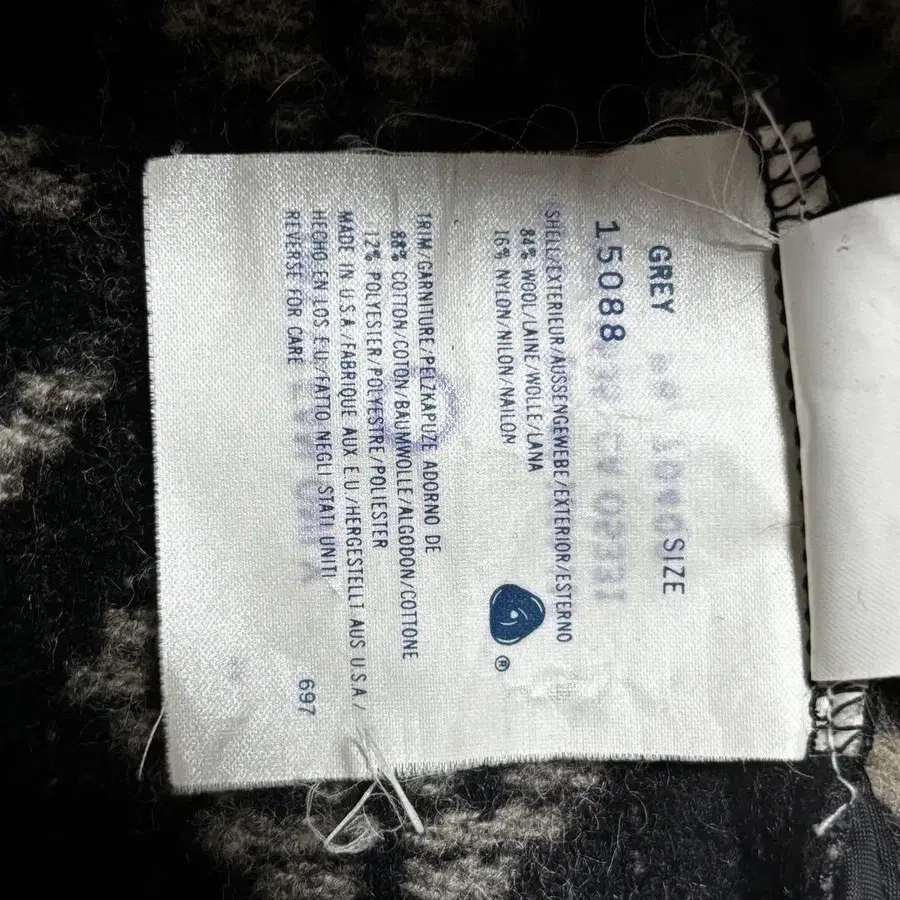 GREY SIZE
15088
SHELL/EXTERIEUR/AUSSENGEWEBE/EXTERIOR/ESTERNO
84% WOOL/LAINE/WOLLE/LANA
16% NYLON/NILON/NAILON
®
TRIM/GARNITURE/PELZKAPUZE ADORNO DE
88% COTTON/COTON/BAUMWOLLE/ALGODON/COTTONE
12% POLYESTER/POLYESTRE/POLIESTER
MADE IN U.S.A/FABRIQUE AUX E.U/HERGESTELLT AUS U.S.A/
HECHO EN LOS E.U/FATTO NEGLI STATI UNITI
REVERSE FOR CARE 697